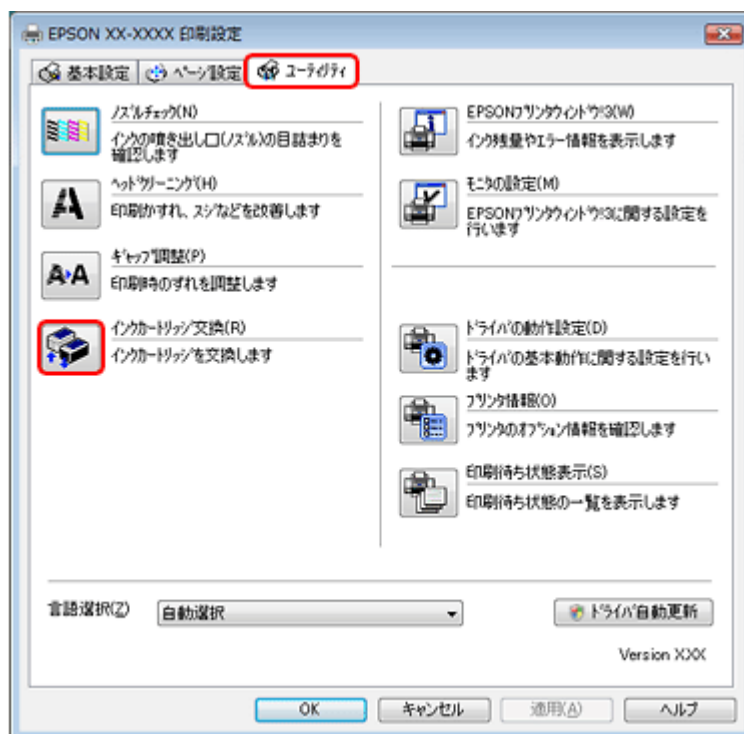 EPSON XX-XXXX 印刷設定
基本設定
ページ設定
ユーティリティ
ノズルチェック(N)
インクの噴き出し口(ノズル)の目詰まりを
確認します
ヘッドクリーニング(H)
印刷かすれ、スジなどを改善します
ギャップ調整(P)
印刷時のずれを調整します
インクカートリッジ交換(R)
インクカートリッジを交換します
EPSONプリンタウィンドウ!3(W)
インク残量やエラー情報を表示します
モニタの設定(M)
EPSONプリンタウィンドウ!3に関する設定を
行います
ドライバの動作設定(D)
ドライバの基本動作に関する設定を行い
ます
プリンタ情報(O)
プリンタのオプション情報を確認します
印刷待ち状態表示(S)
印刷待ち状態の一覧を表示します
言語選択(Z)
自動選択
ドライバ自動更新
Version XXX
OK
キャンセル
適用(A)
ヘルプ